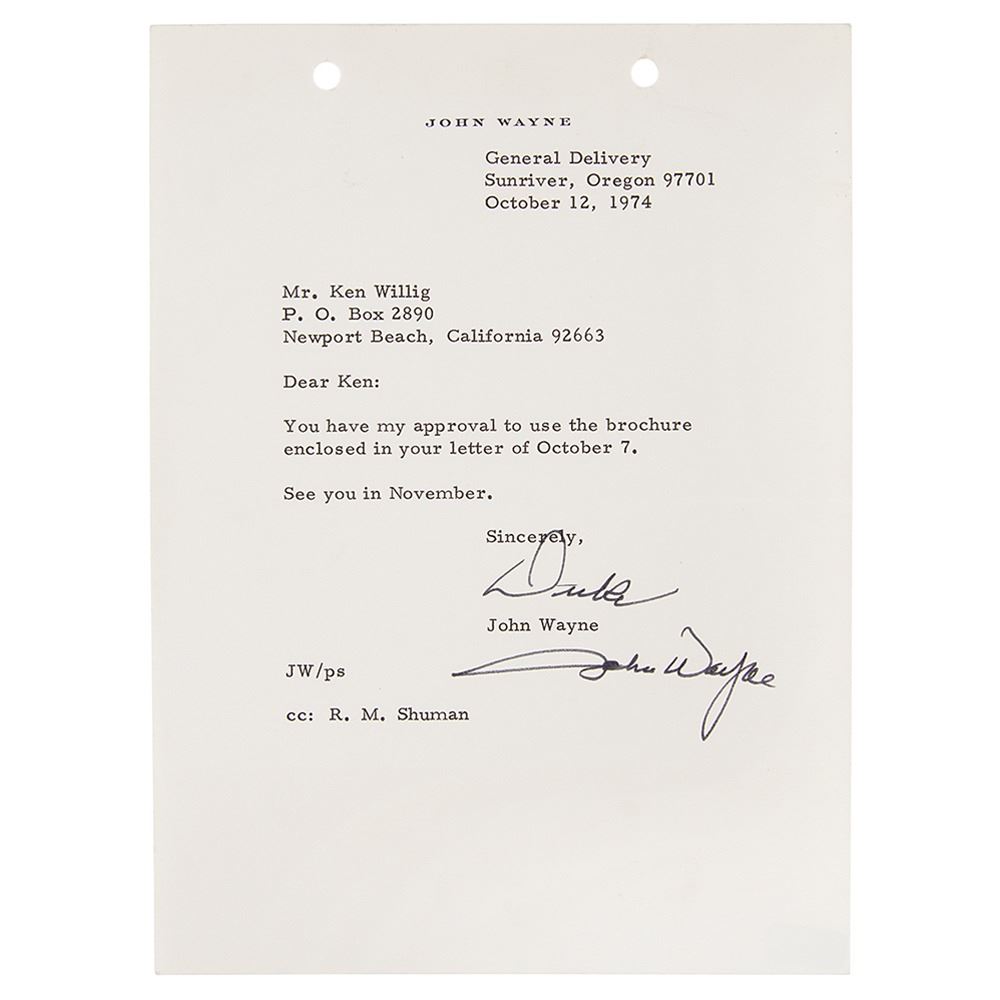 JOHN WAYNE
General Delivery
Sunriver, Oregon 97701
October 12, 1974
Mr. Ken Willig
P. O. Box 2890
Newport Beach, California 92663
Dear Ken:
You have my approval to use the brochure
enclosed in your letter of October 7.
See you in November.
Sincerely,
Duke
John Wayne
John Wayne
JW/ps
cc: R. M. Shuman